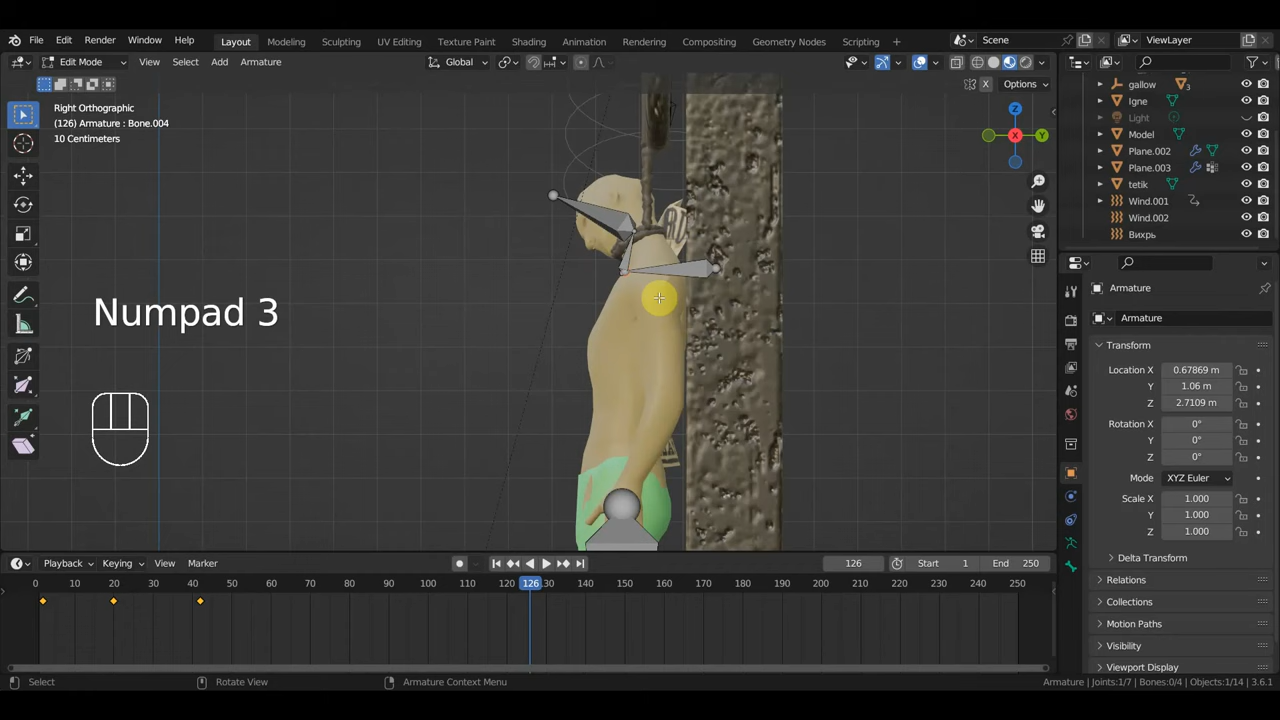 File Edit Render Window Help Layout Modeling Sculpting UV Editing Texture Paint Shading Animation Rendering Compositing Geometry Nodes Scripting Scene ViewLayer
Edit Mode View Select Add Armature Global
X Options
Right Orthographic
(126) Armature : Bone.004
10 Centimeters
Z
X
Y
Numpad 3
gallow 3
Igne
Light
Model
Plane.002
Plane.003
tetik
Wind.001
Wind.002
Вихрь
Armature
Armature
Transform
Location X 0.67869 m
Y 1.06 m
Z 2.7109 m
Rotation X 0°
Y 0°
Z 0°
Mode XYZ Euler
Scale X 1.000
Y 1.000
Z 1.000
Delta Transform
Relations
Collections
Motion Paths
Visibility
Viewport Display
Playback Keying View Marker 126 Start 1 End 250
0 10 20 30 40 50 60 70 80 90 100 110 120 126 130 140 150 160 170 180 190 200 210 220 230 240 250
Select Rotate View Armature Context Menu Armature | Joints:1/7 | Bones:0/4 | Objects:1/14 | 3.6.1